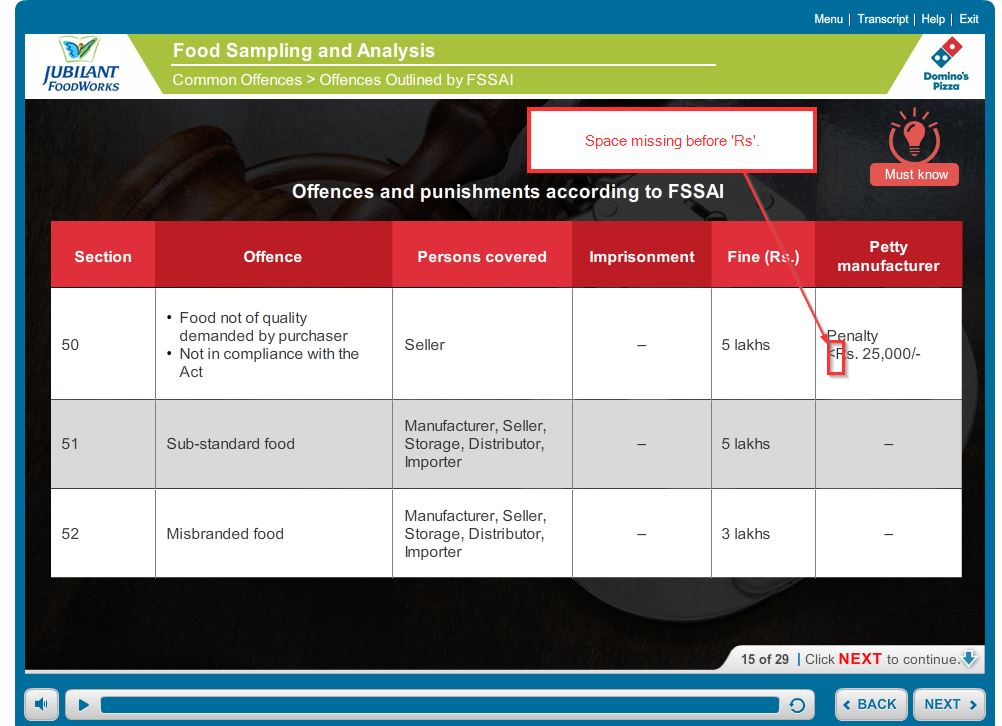 Menu | Transcript | Help | Exit
JUBILANT
FOODWORKS
Food Sampling and Analysis
Common Offences > Offences Outlined by FSSAI
Domino's
Pizza
Space missing before 'Rs'.
Must know
Offences and punishments according to FSSAI
Section Offence Persons covered Imprisonment Fine (Rs.) Petty manufacturer
50
• Food not of quality
demanded by purchaser
• Not in compliance with the
Act
Seller
–
5 lakhs
Penalty
<Rs. 25,000/-
51
Sub-standard food
Manufacturer, Seller,
Storage, Distributor,
Importer
–
5 lakhs
–
52
Misbranded food
Manufacturer, Seller,
Storage, Distributor,
Importer
–
3 lakhs
–
15 of 29 | Click NEXT to continue.
BACK
NEXT